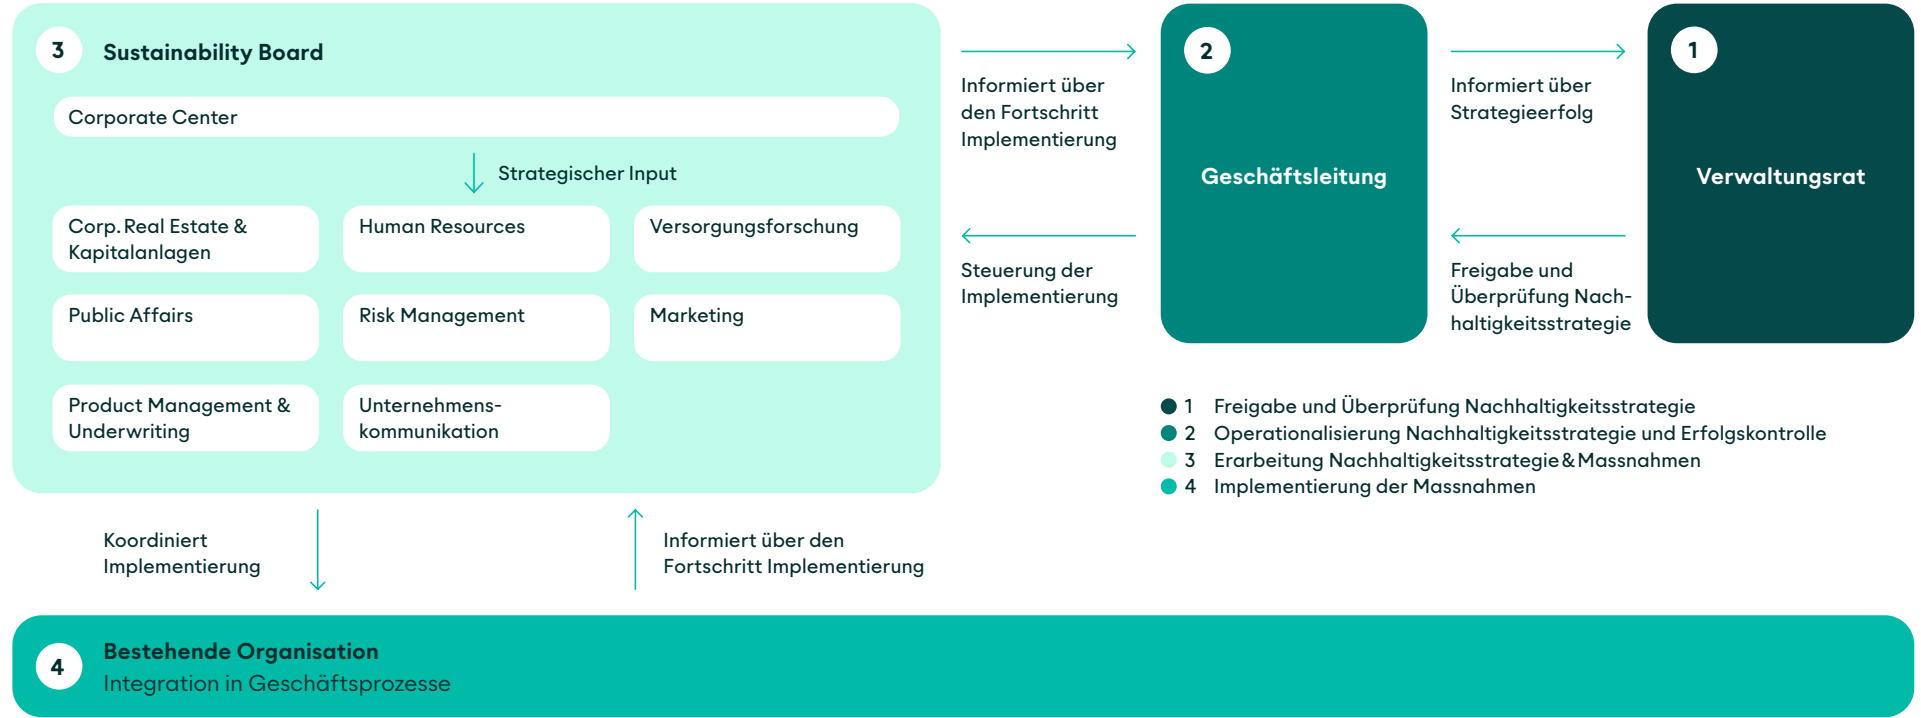 3
Sustainability Board
Corporate Center
Strategischer Input
Corp. Real Estate &
Kapitalanlagen
Human Resources
Versorgungsforschung
Public Affairs
Risk Management
Marketing
Product Management &
Underwriting
Unternehmens-
kommunikation
Informiert über
den Fortschritt
Implementierung
Steuerung der
Implementierung
2
Geschäftsleitung
Informiert über
Strategieerfolg
Freigabe und
Überprüfung Nach-
haltigkeitsstrategie
1
Verwaltungsrat
1 Freigabe und Überprüfung Nachhaltigkeitsstrategie
2 Operationalisierung Nachhaltigkeitsstrategie und Erfolgskontrolle
3 Erarbeitung Nachhaltigkeitsstrategie & Massnahmen
4 Implementierung der Massnahmen
Koordiniert
Implementierung
Informiert über den
Fortschritt Implementierung
4
Bestehende Organisation
Integration in Geschäftsprozesse